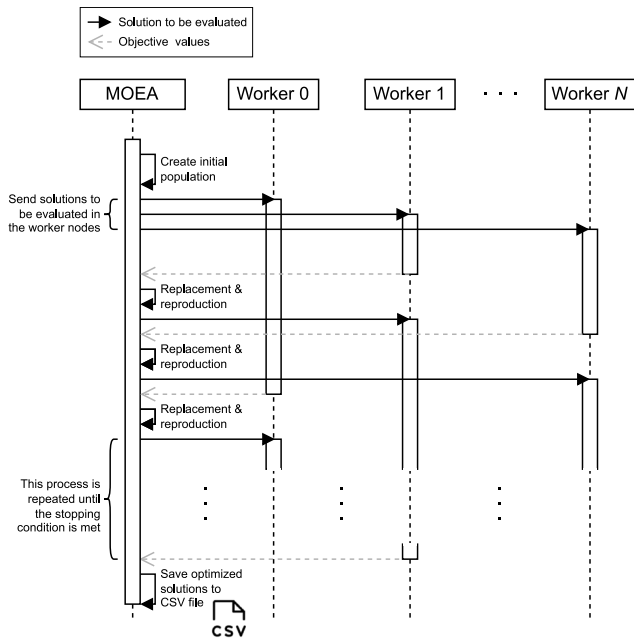 Solution to be evaluated
Objective values
MOEA
Worker 0
Worker 1
· · ·
Worker N
Create initial
population
Send solutions to
be evaluated in
the worker nodes
Replacement &
reproduction
Replacement &
reproduction
Replacement &
reproduction
This process is
repeated until
the stopping
condition is met
Save optimized
solutions to
CSV file
CSV